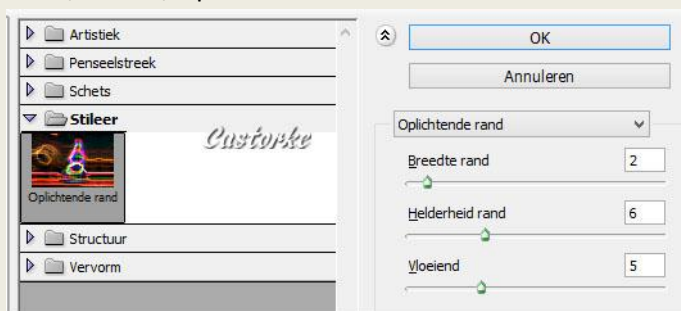 Artistiek
Penseelstreek
Schets
Stileer
Castorke
Oplichtende rand
Structuur
Vervorm
OK
Annuleren
Oplichtende rand
Breedte rand 2
Helderheid rand 6
Vloeiend 5